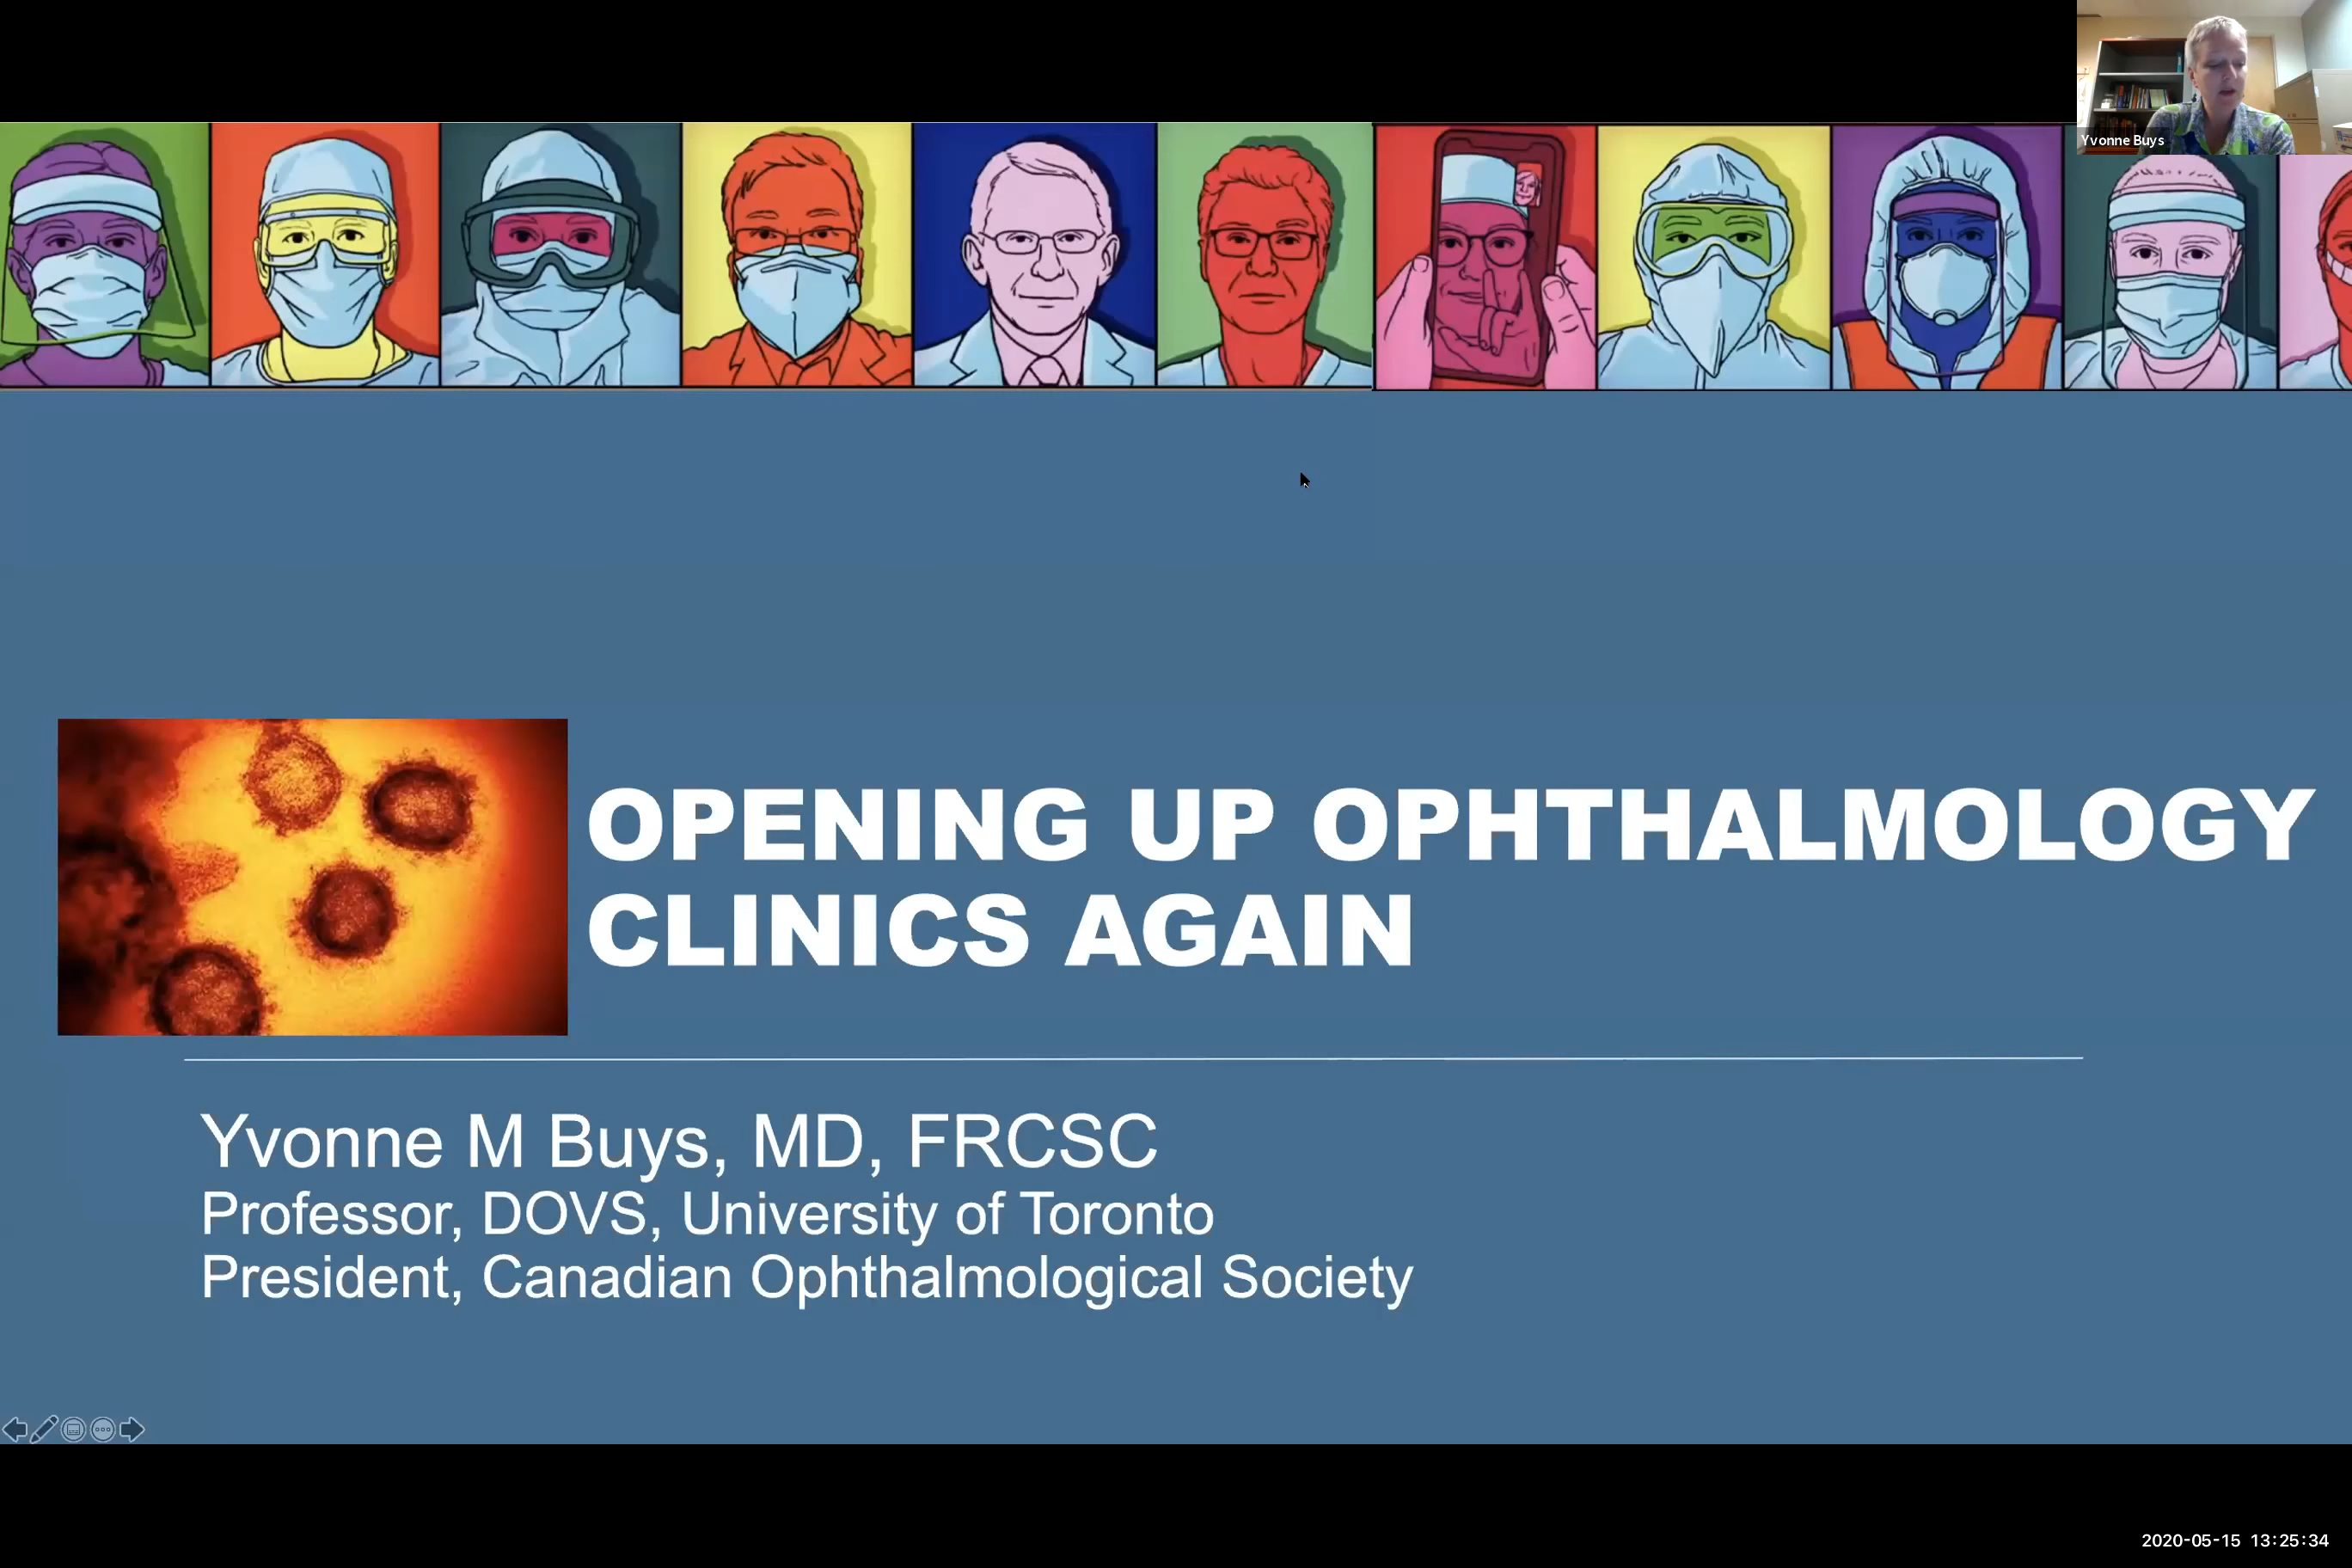 Yvonne Buys
OPENING UP OPHTHALMOLOGY
CLINICS AGAIN
Yvonne M Buys, MD, FRCSC
Professor, DOVS, University of Toronto
President, Canadian Ophthalmological Society
2020-05-15 13:25:34